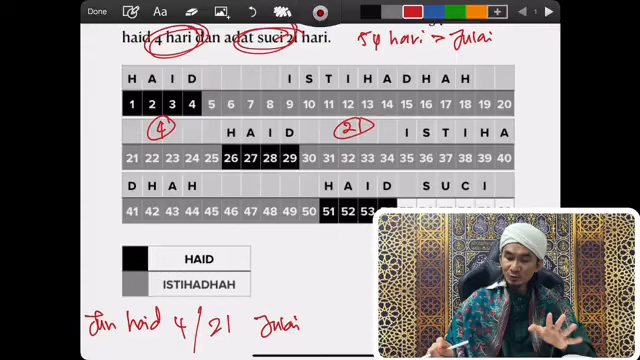 Done
1
haid 4 hari dan adat suci 21 hari. 54 hari = Julai
H A I D I S T I H A D H A H
1 2 3 4 5 6 7 8 9 10 11 12 13 14 15 16 17 18 19 20
4 H A I D 21 I S T I H A
21 22 23 24 25 26 27 28 29 30 31 32 33 34 35 36 37 38 39 40
D H A H H A I D S U C I
41 42 43 44 45 46 47 48 49 50 51 52 53
HAID
ISTIHADHAH
Jun haid 4/21 Julai